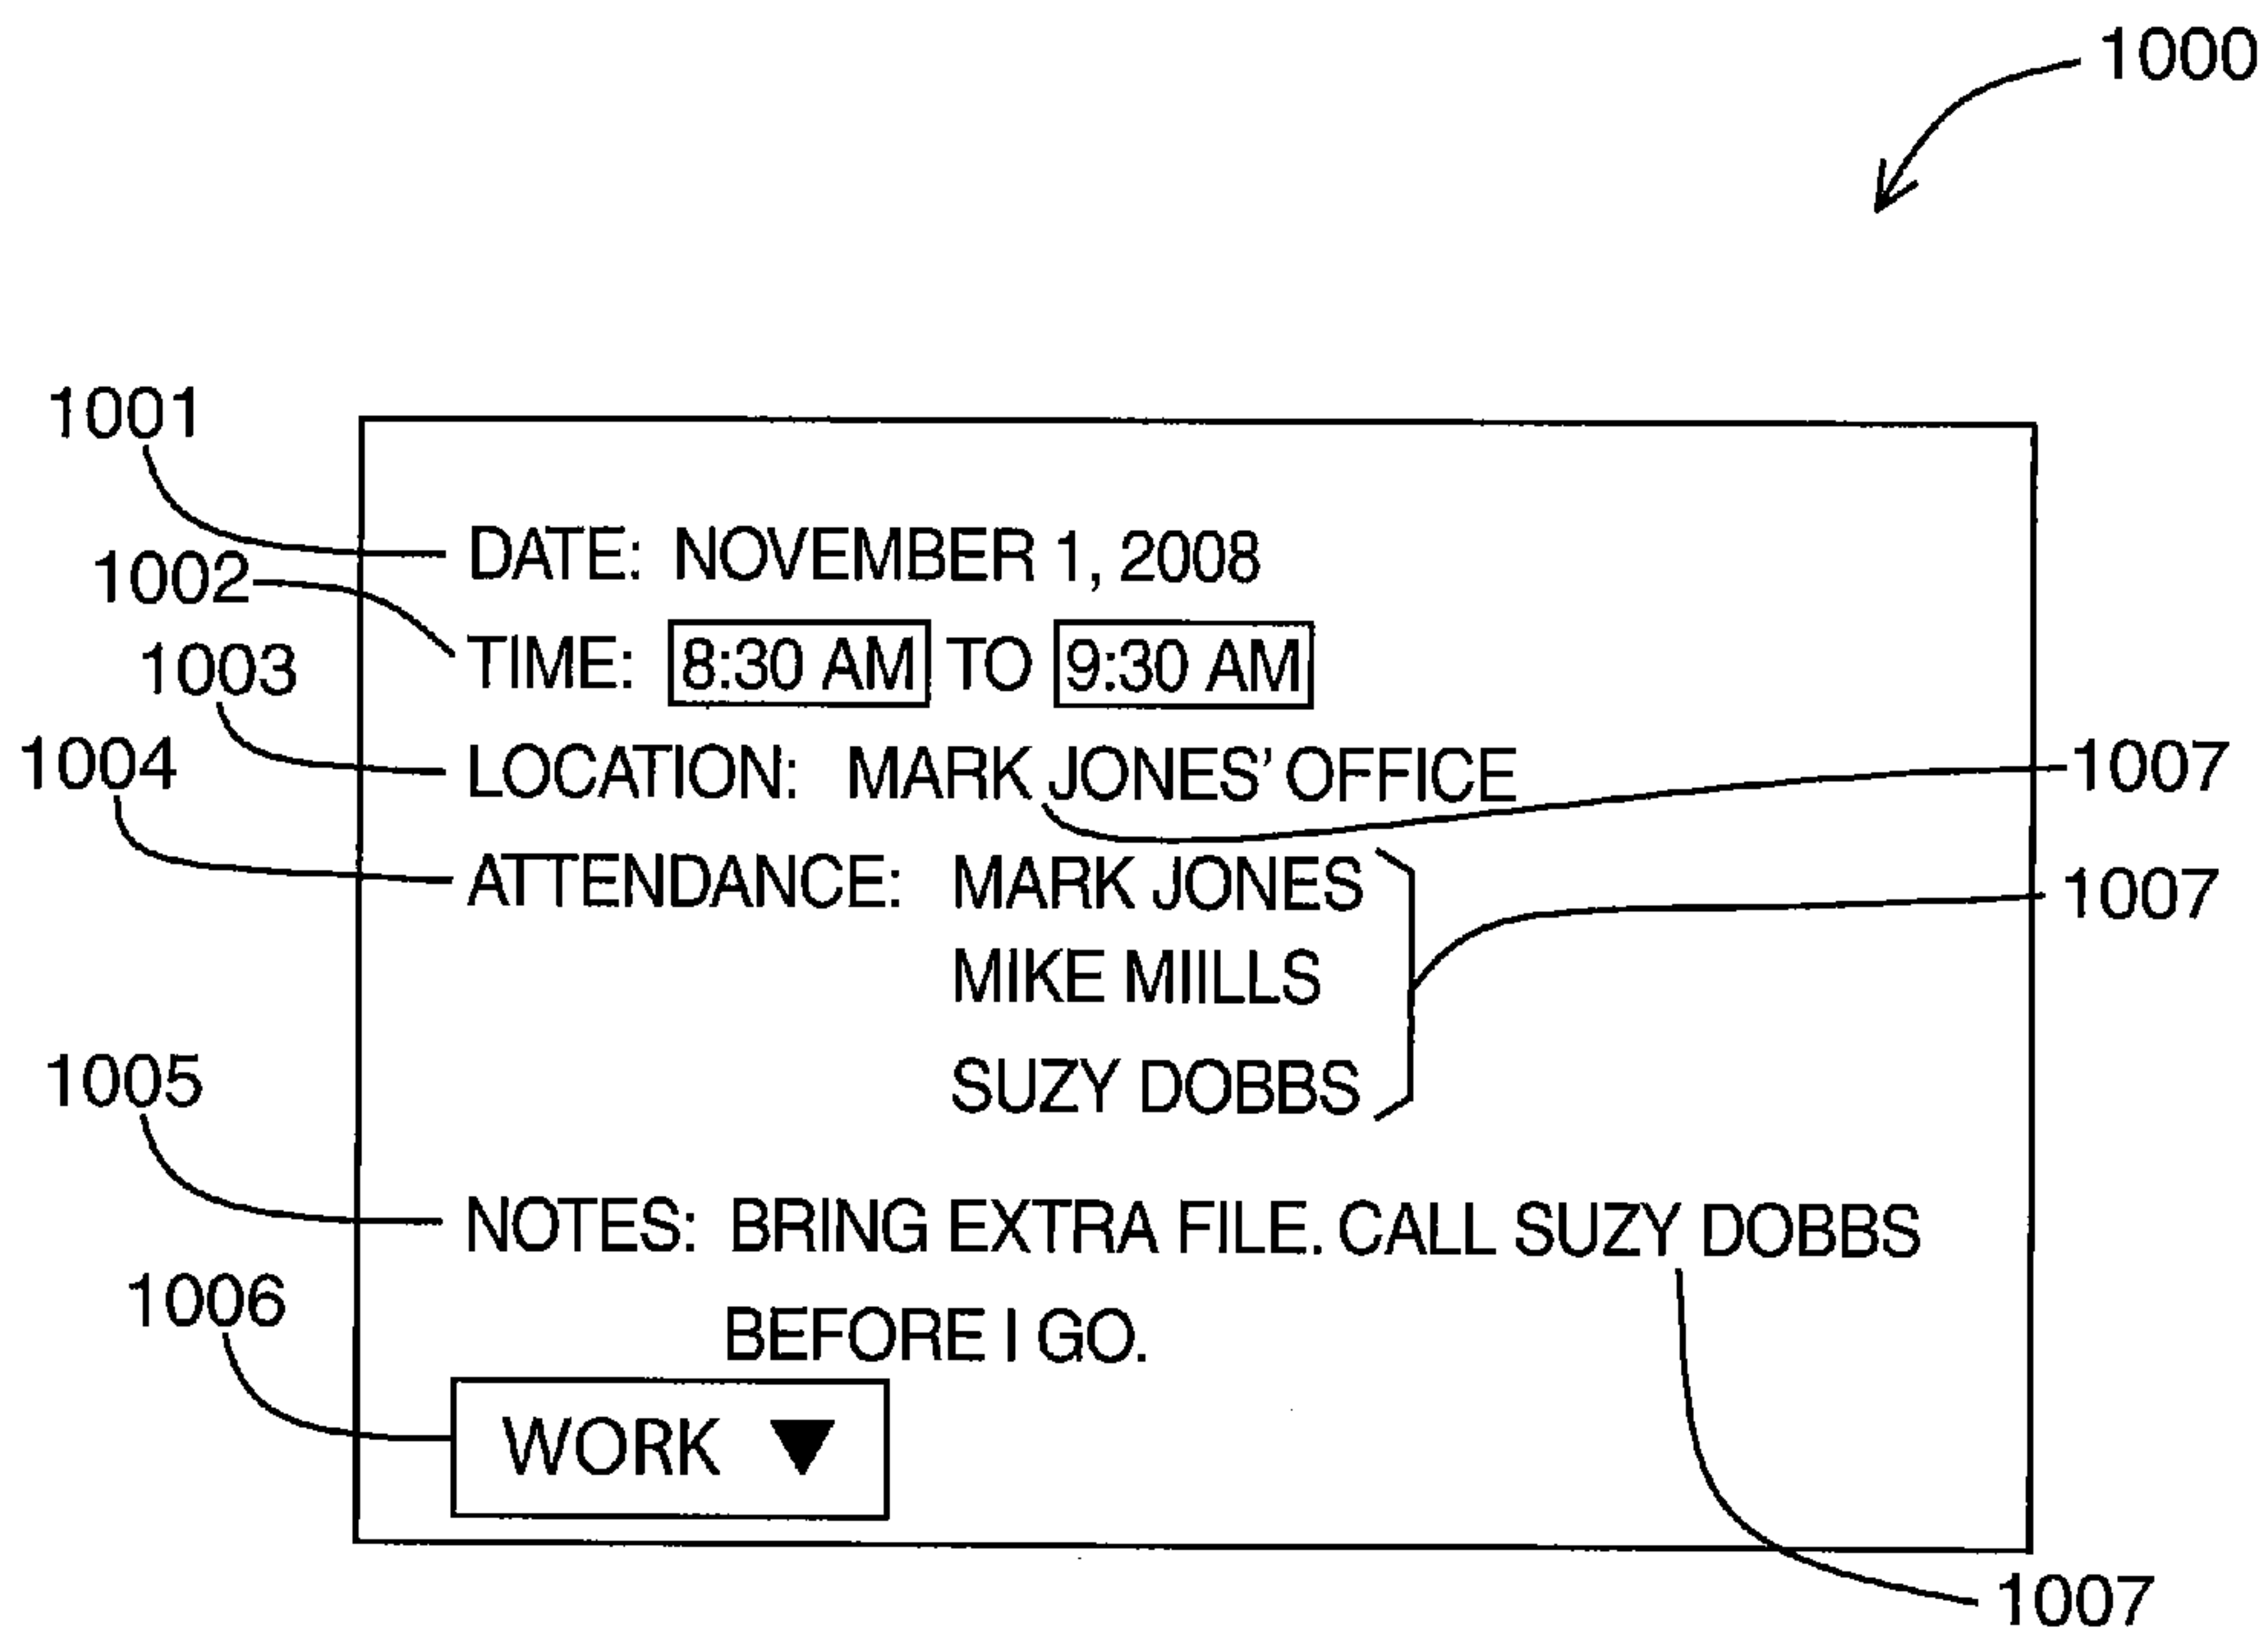 1000
1001
DATE: NOVEMBER 1, 2008
1002
TIME: 8:30 AM TO 9:30 AM
1003
LOCATION: MARK JONES' OFFICE
1007
1004
ATTENDANCE: MARK JONES
1007
MIKE MIILLS
SUZY DOBBS
1005
NOTES: BRING EXTRA FILE. CALL SUZY DOBBS
1006
BEFORE I GO.
WORK
1007